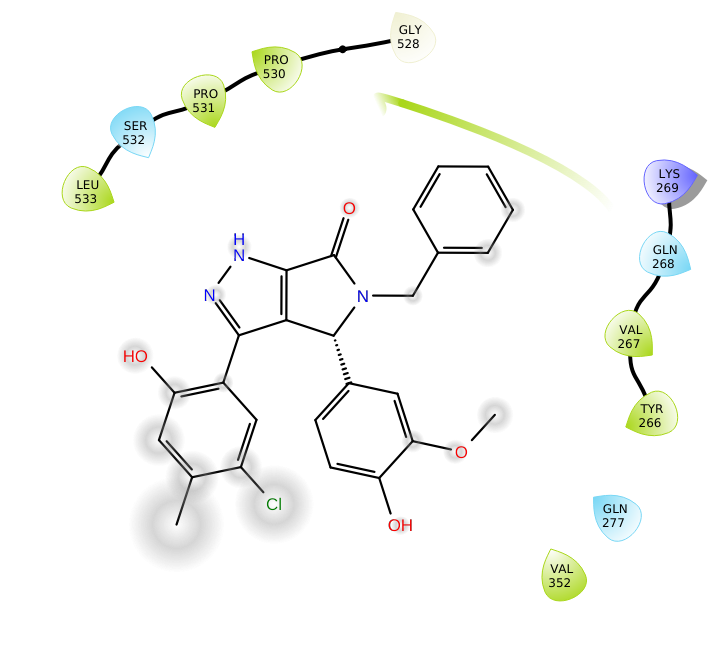 GLY
528
PRO
530
PRO
531
SER
532
LEU
533
LYS
269
GLN
268
VAL
267
TYR
266
GLN
277
VAL
352
O
H
N
N
N
HO
O
Cl
OH